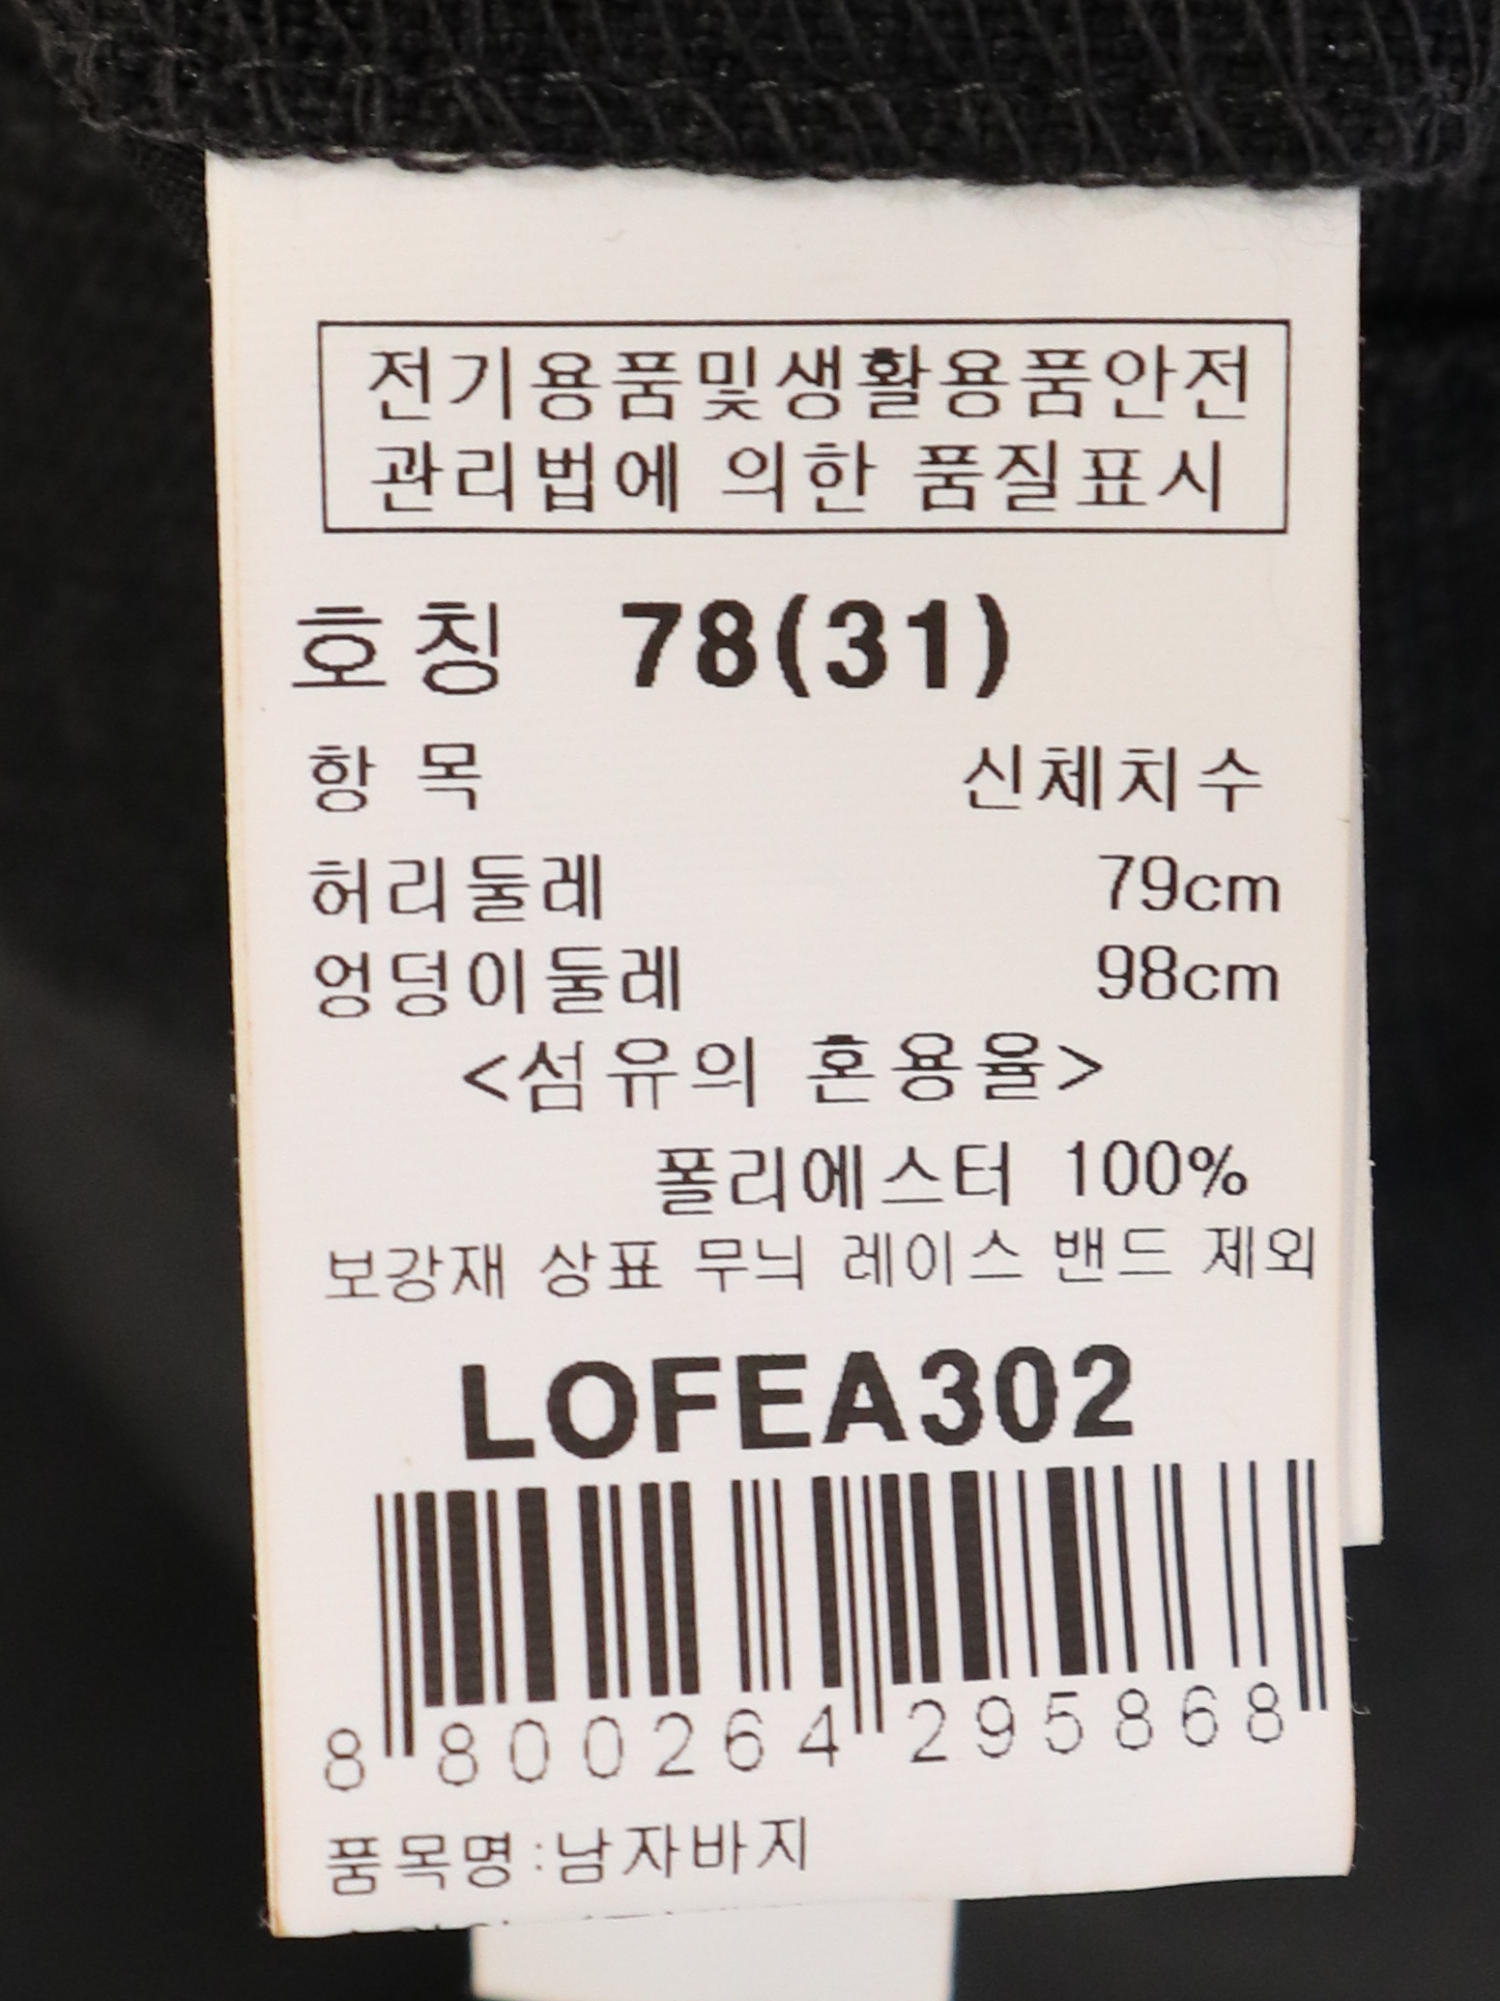 전기용품및생활용품안전
관리법에 의한 품질표시
호칭 78(31)
항 목 신체치수
허리둘레 79cm
엉덩이둘레 98cm
<섬유의 혼용율>
폴리에스터 100%
보강재 상표 무늬 레이스 밴드 제외
LOFEA302
8 800264 295868
품목명:남자바지